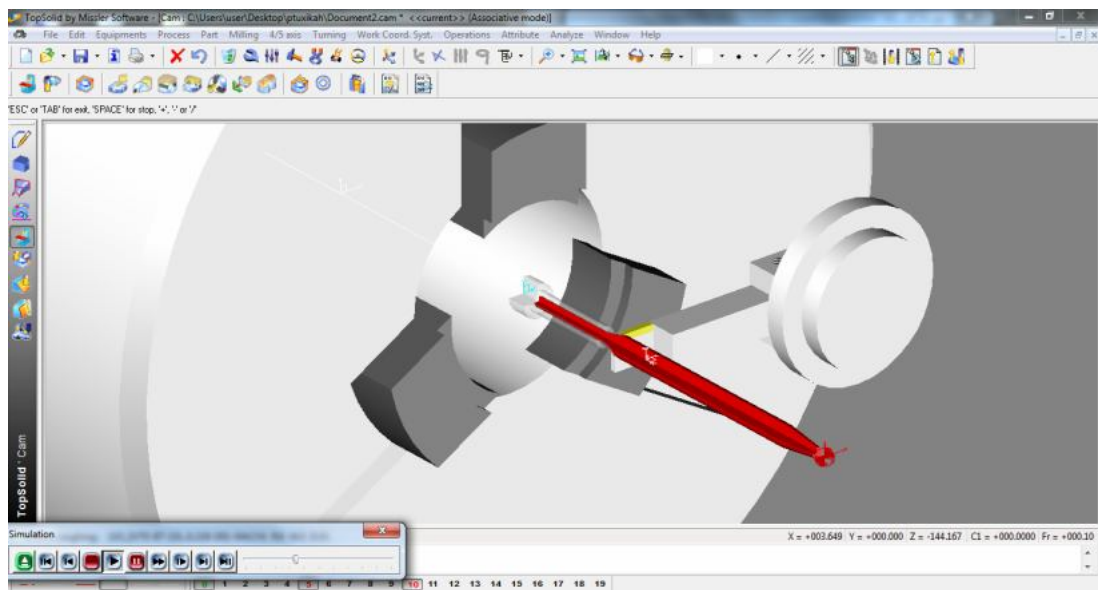 TopSolid by Missler Software - [Cam : C:\Users\user\Desktop\ptuxikah\Document2.cam * <<current>> (Associative mode)]
File Edit Equipments Process Part Milling 4/5 axis Turning Work Coord. Syst. Operations Attribute Analyze Window Help
'ESC' or 'TAB' for exit, 'SPACE' for stop, '+', '-' or '/'
TopSolid'Cam
Simulation
X = +003.649 Y = +000.000 Z = -144.167 C1 = +000.0000 Fr = +000.10
0 1 2 3 4 5 6 7 8 9 10 11 12 13 14 15 16 17 18 19